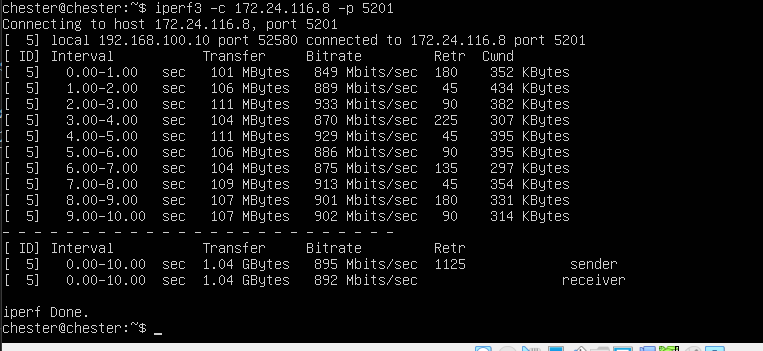 chester@chester:~$ iperf3 -c 172.24.116.8 -p 5201
Connecting to host 172.24.116.8, port 5201
[  5] local 192.168.100.10 port 52580 connected to 172.24.116.8 port 5201
[ ID] Interval           Transfer     Bitrate         Retr  Cwnd
[  5]   0.00-1.00   sec   101 MBytes   849 Mbits/sec  180    352 KBytes
[  5]   1.00-2.00   sec   106 MBytes   889 Mbits/sec   45    434 KBytes
[  5]   2.00-3.00   sec   111 MBytes   933 Mbits/sec   90    382 KBytes
[  5]   3.00-4.00   sec   104 MBytes   870 Mbits/sec  225    307 KBytes
[  5]   4.00-5.00   sec   111 MBytes   929 Mbits/sec   45    395 KBytes
[  5]   5.00-6.00   sec   106 MBytes   886 Mbits/sec   90    395 KBytes
[  5]   6.00-7.00   sec   104 MBytes   875 Mbits/sec  135    297 KBytes
[  5]   7.00-8.00   sec   109 MBytes   913 Mbits/sec   45    354 KBytes
[  5]   8.00-9.00   sec   107 MBytes   901 Mbits/sec  180    331 KBytes
[  5]   9.00-10.00  sec   107 MBytes   902 Mbits/sec   90    314 KBytes
- - - - - - - - - - - - - - - - - - - - - - - - -
[ ID] Interval           Transfer     Bitrate         Retr
[  5]   0.00-10.00  sec  1.04 GBytes   895 Mbits/sec  1125             sender
[  5]   0.00-10.00  sec  1.04 GBytes   892 Mbits/sec                  receiver
iperf Done.
chester@chester:~$ _